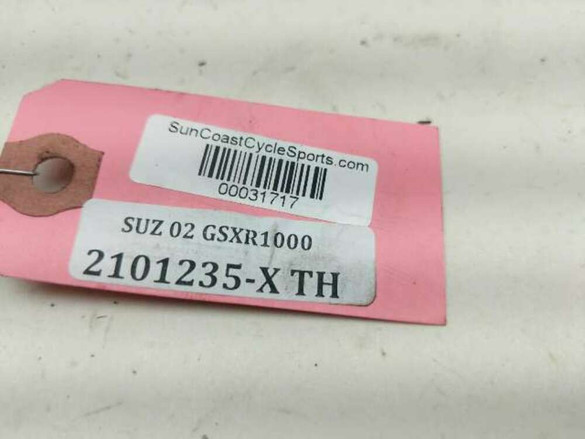 SunCoastCycleSports.com
00031717
SUZ 02 GSXR1000
2101235-X TH